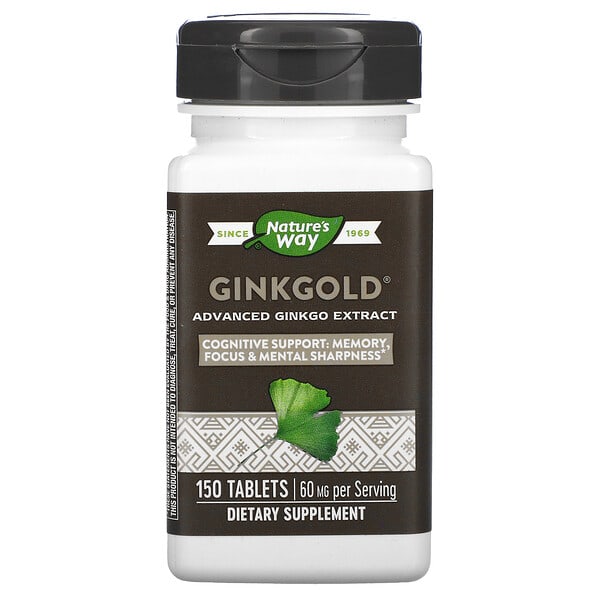 SINCE Nature's Way 1969
GINKGOLD®
ADVANCED GINKGO EXTRACT
COGNITIVE SUPPORT: MEMORY,
FOCUS & MENTAL SHARPNESS*
150 TABLETS | 60 MG per Serving
DIETARY SUPPLEMENT
THIS PRODUCT IS NOT INTENDED TO DIAGNOSE, TREAT, CURE, OR PREVENT ANY DISEASE.